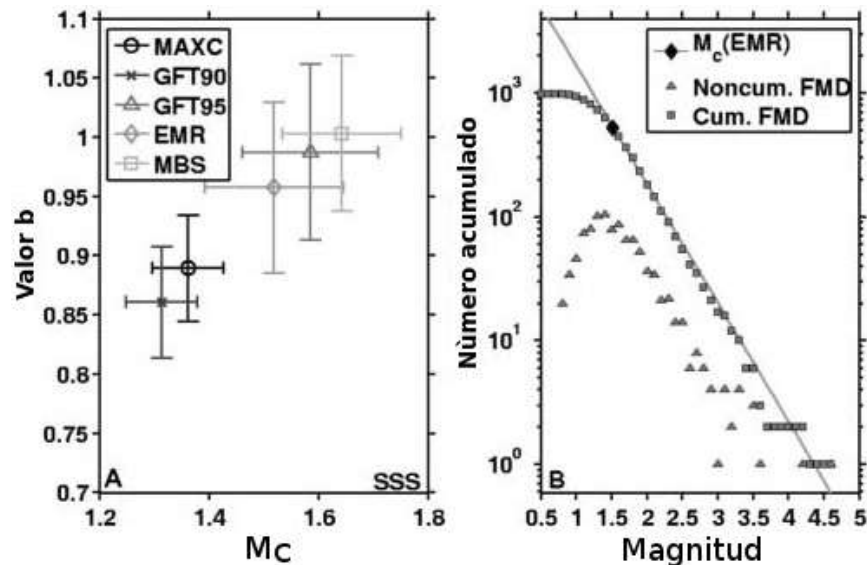 1.1
1.05
1
0.95
0.9
0.85
0.8
0.75
0.7
Valor b
MAXC
GFT90
GFT95
EMR
MBS
A
SSS
1.2
1.4
1.6
1.8
Mc
10³
10²
10¹
10⁰
Nùmero acumulado
Mc(EMR)
Noncum. FMD
Cum. FMD
B
0.5
1
1.5
2
2.5
3
3.5
4
4.5
5
Magnitud